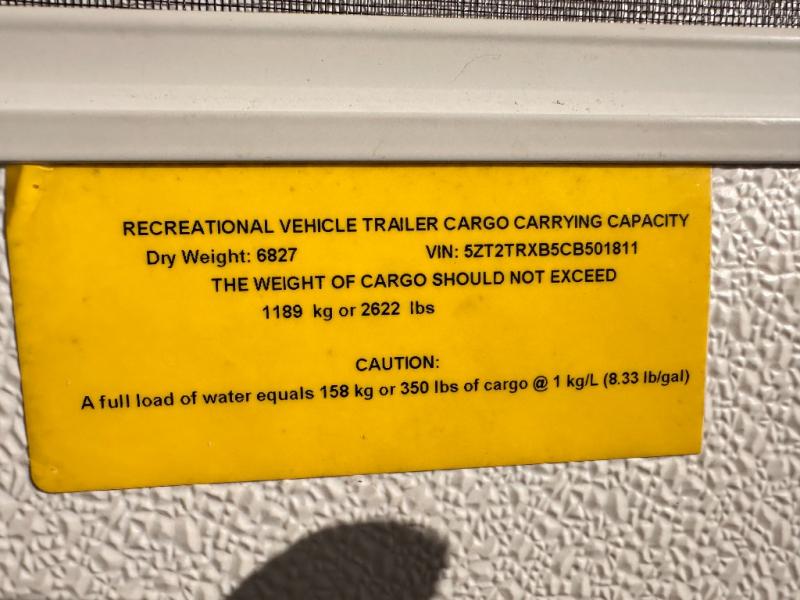 RECREATIONAL VEHICLE TRAILER CARGO CARRYING CAPACITY
Dry Weight: 6827 VIN: 5ZT2TRXB5CB501811
THE WEIGHT OF CARGO SHOULD NOT EXCEED
1189 kg or 2622 lbs
CAUTION:
A full load of water equals 158 kg or 350 lbs of cargo @ 1 kg/L (8.33 lb/gal)